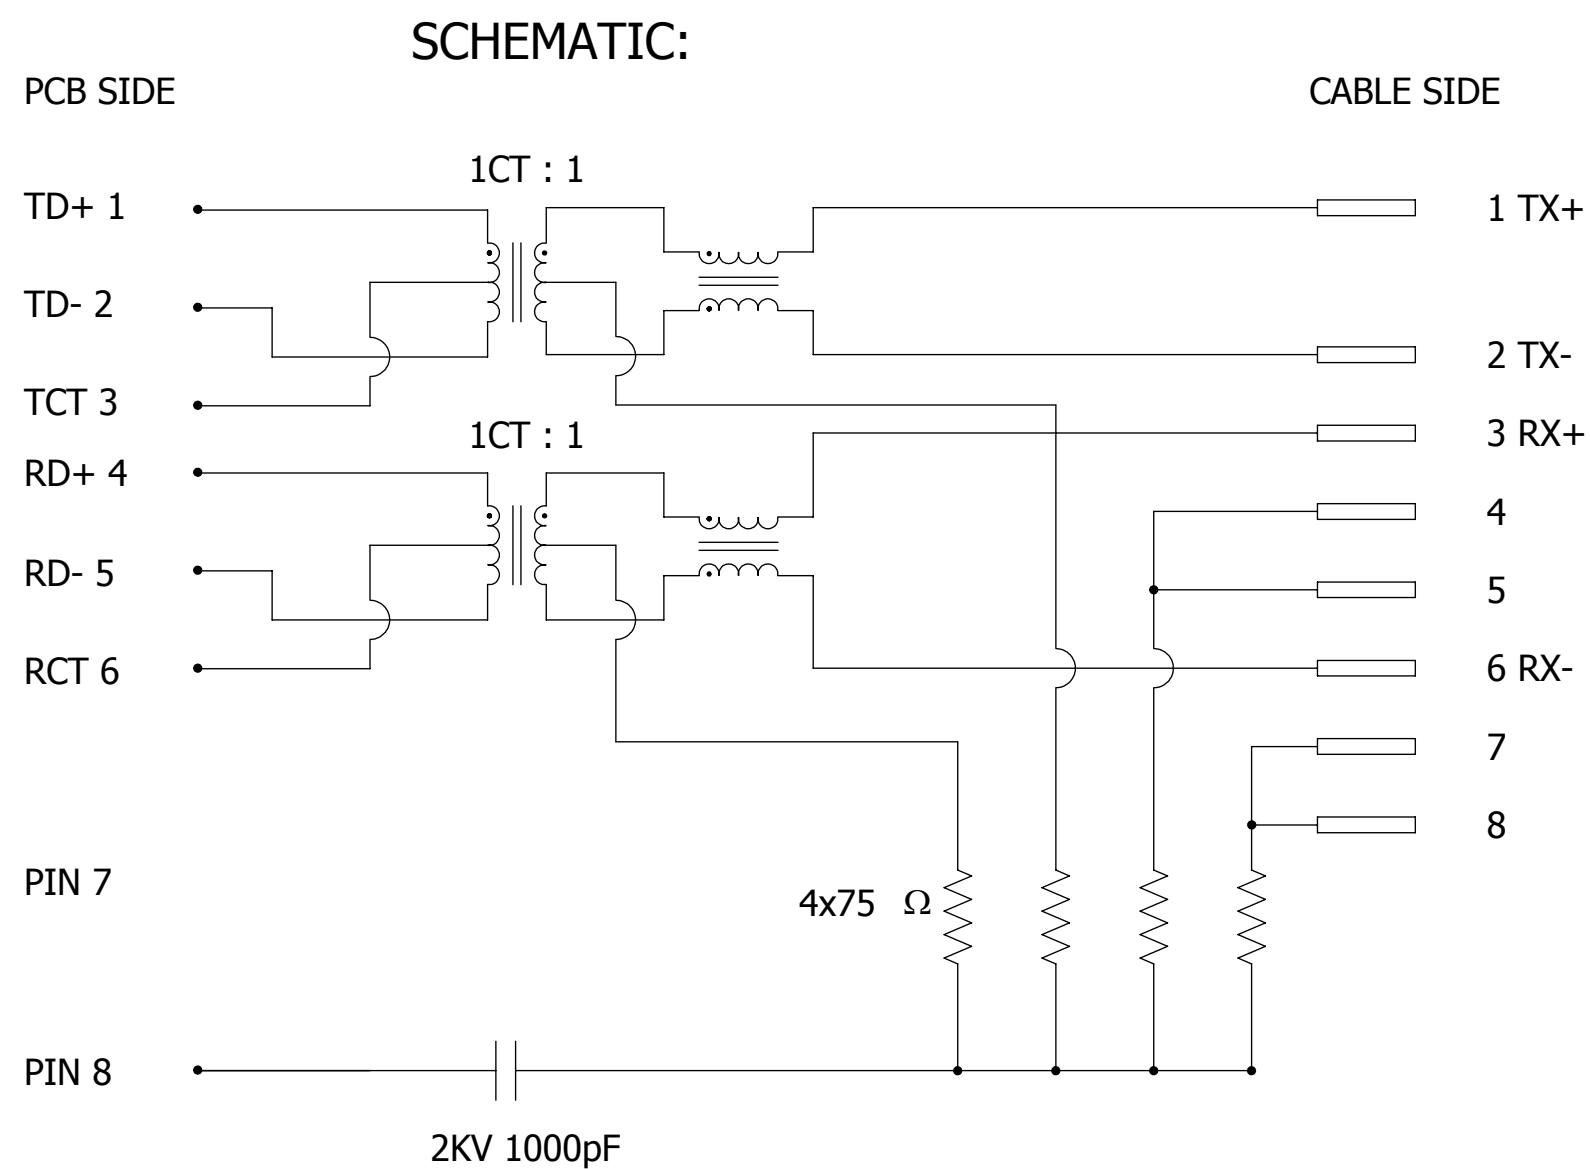 SCHEMATIC:
PCB SIDE
CABLE SIDE
1CT : 1
TD+ 1
1 TX+
TD- 2
2 TX-
TCT 3
1CT : 1
3 RX+
RD+ 4
4
RD- 5
5
RCT 6
6 RX-
7
8
PIN 7
4x75 Ω
PIN 8
2KV 1000pF